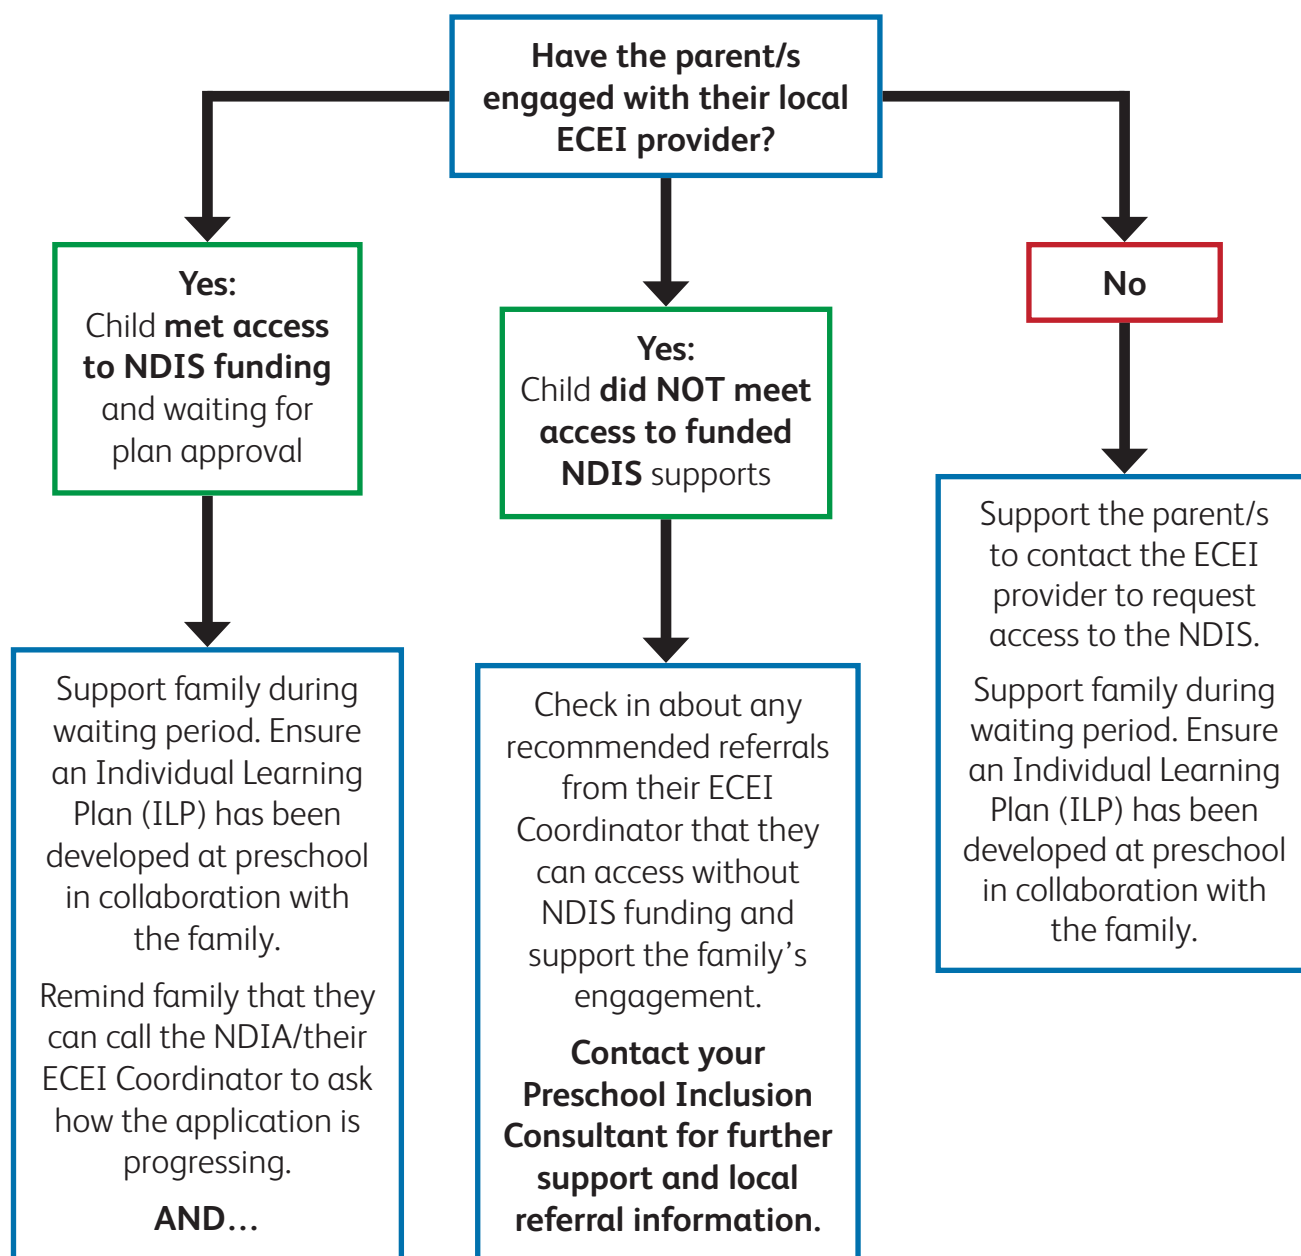 Have the parent/s
engaged with their local
ECEI provider?
Yes:
Child met access
to NDIS funding
and waiting for
plan approval
Yes:
Child did NOT meet
access to funded
NDIS supports
No
Support family during
waiting period. Ensure
an Individual Learning
Plan (ILP) has been
developed at preschool
in collaboration with
the family.
Remind family that they
can call the NDIA/their
ECEI Coordinator to ask
how the application is
progressing.
AND…
Check in about any
recommended referrals
from their ECEI
Coordinator that they
can access without
NDIS funding and
support the family’s
engagement.
Contact your
Preschool Inclusion
Consultant for further
support and local
referral information.
Support the parent/s
to contact the ECEI
provider to request
access to the NDIS.
Support family during
waiting period. Ensure
an Individual Learning
Plan (ILP) has been
developed at preschool
in collaboration with
the family.